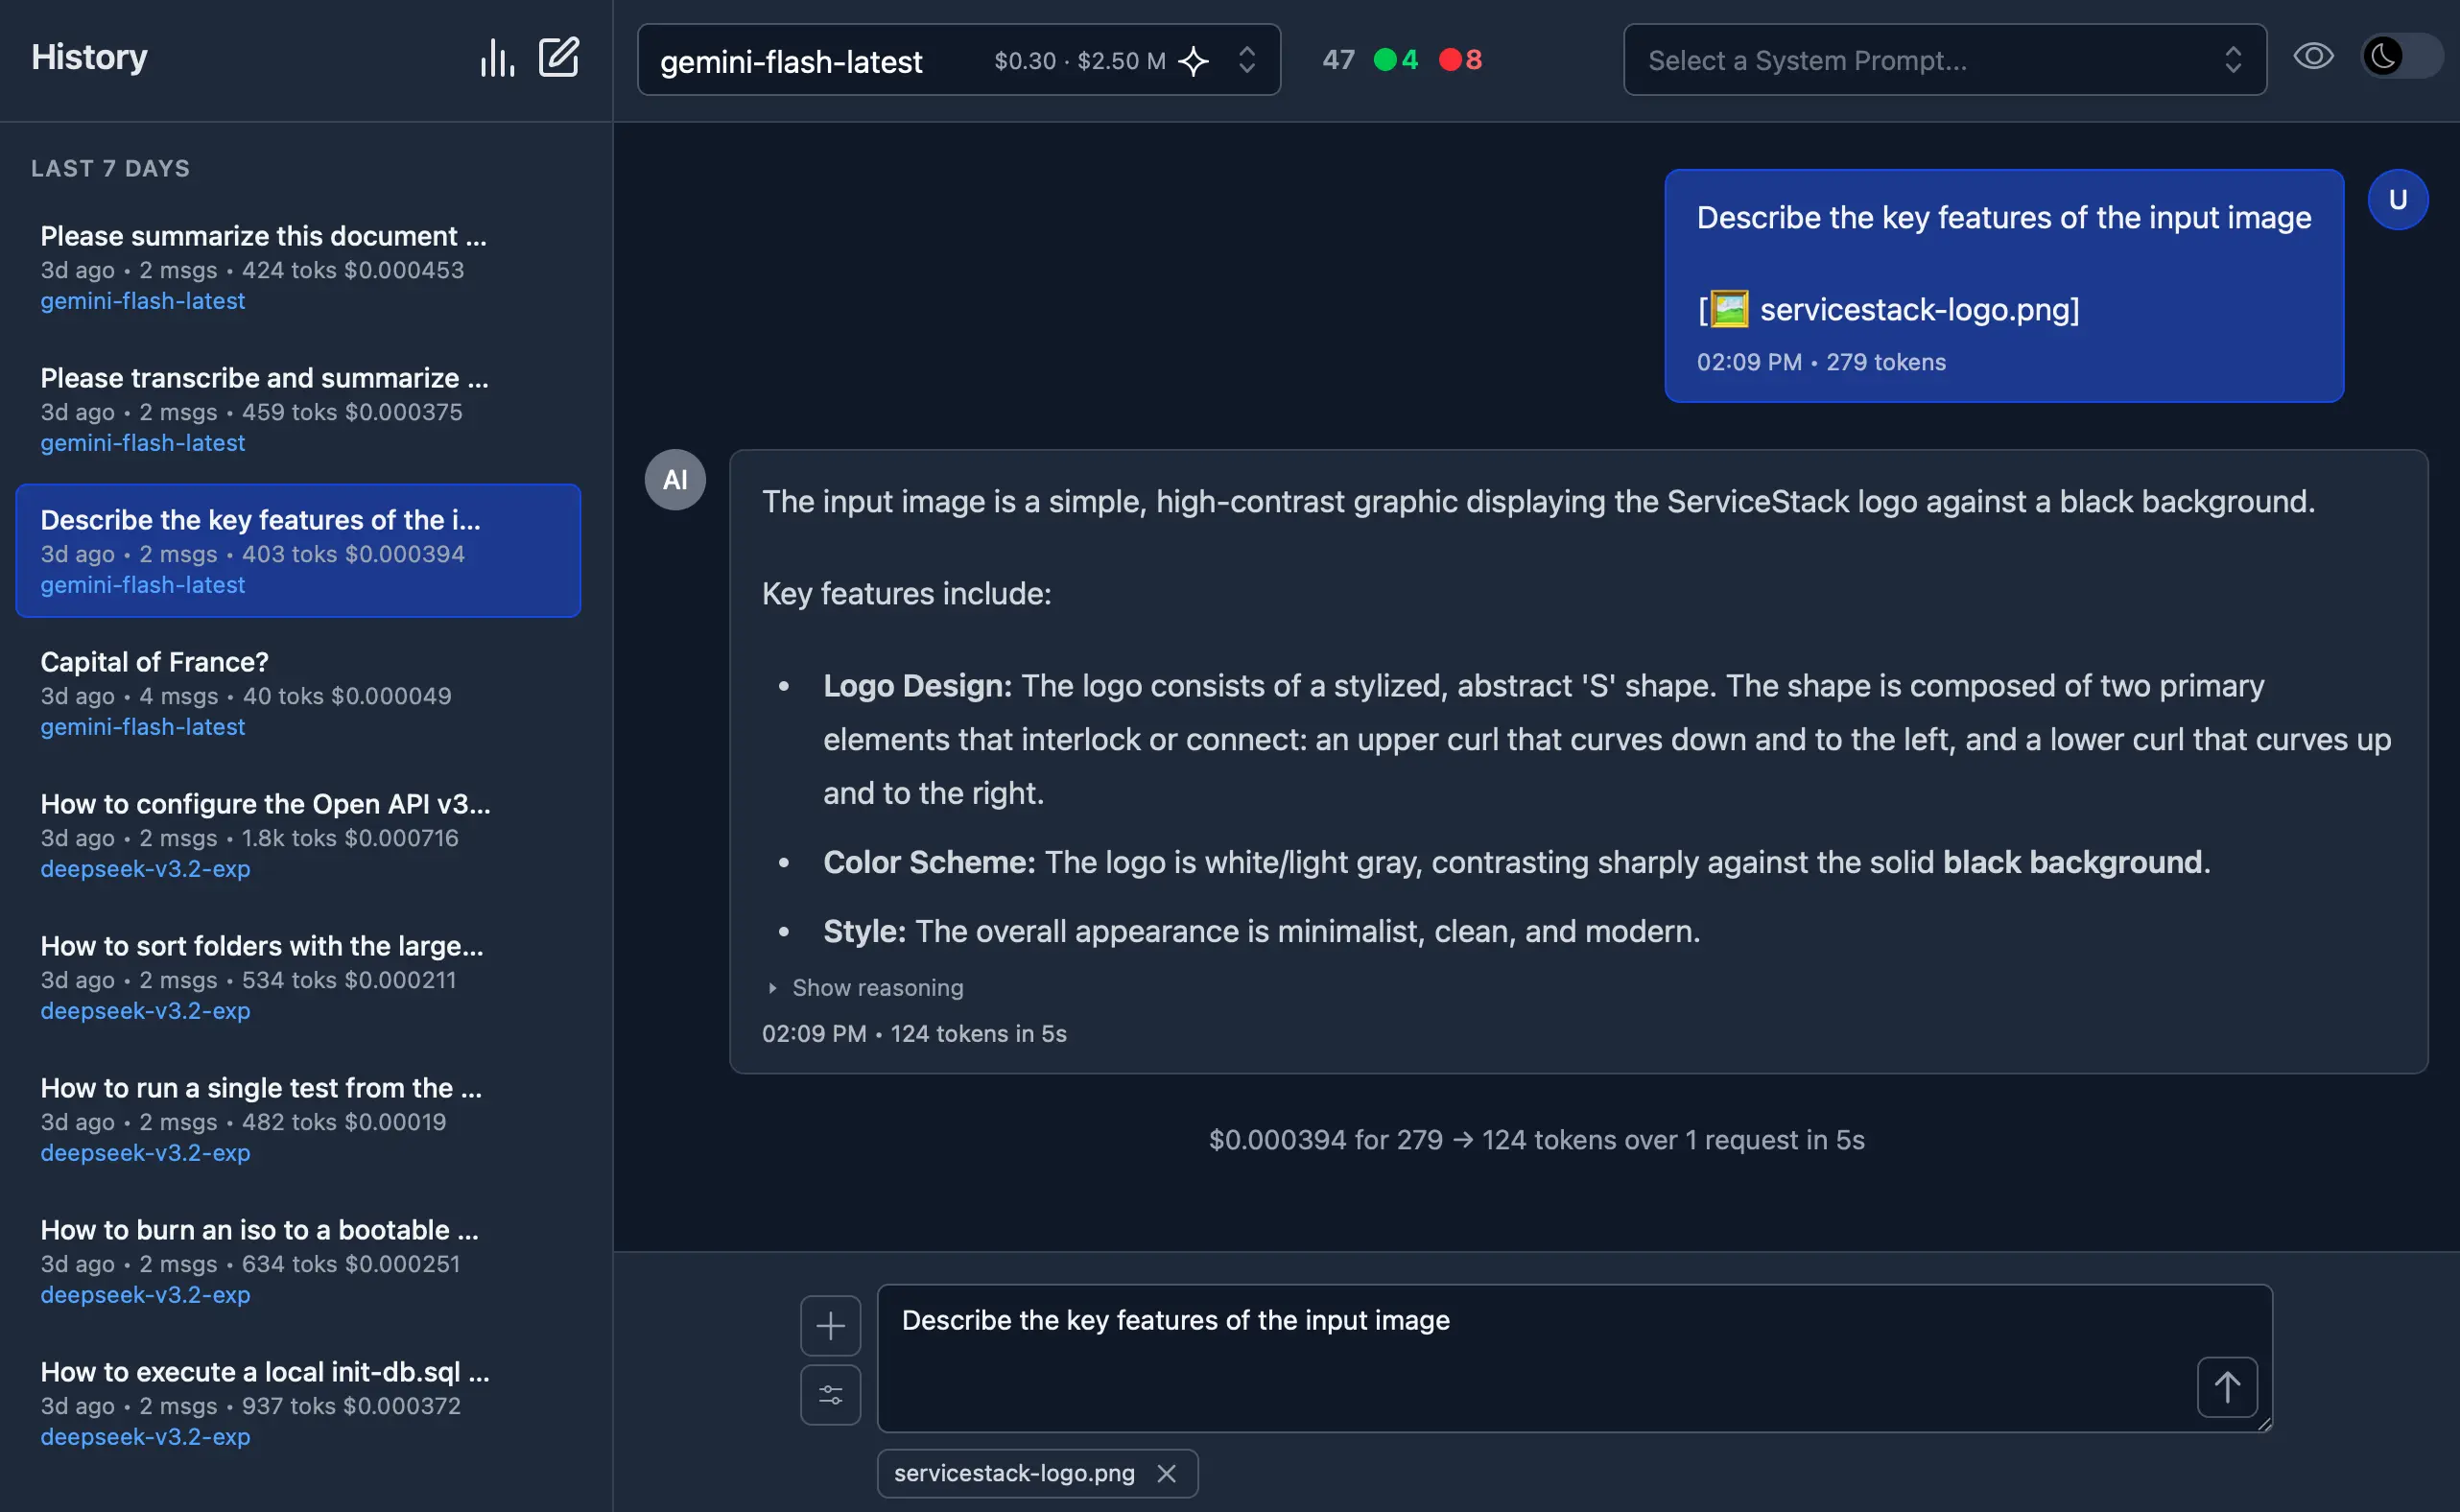 History
LAST 7 DAYS
Please summarize this document ...
3d ago • 2 msgs • 424 toks $0.000453
gemini-flash-latest
Please transcribe and summarize ...
3d ago • 2 msgs • 459 toks $0.000375
gemini-flash-latest
Describe the key features of the i...
3d ago • 2 msgs • 403 toks $0.000394
gemini-flash-latest
Capital of France?
3d ago • 4 msgs • 40 toks $0.000049
gemini-flash-latest
How to configure the Open API v3...
3d ago • 2 msgs • 1.8k toks $0.000716
deepseek-v3.2-exp
How to sort folders with the large...
3d ago • 2 msgs • 534 toks $0.000211
deepseek-v3.2-exp
How to run a single test from the ...
3d ago • 2 msgs • 482 toks $0.00019
deepseek-v3.2-exp
How to burn an iso to a bootable ...
3d ago • 2 msgs • 634 toks $0.000251
deepseek-v3.2-exp
How to execute a local init-db.sql ...
3d ago • 2 msgs • 937 toks $0.000372
deepseek-v3.2-exp
gemini-flash-latest $0.30 · $2.50 M
47 4 8
Select a System Prompt...
Describe the key features of the input image
[🖼️ servicestack-logo.png]
02:09 PM • 279 tokens
U
AI
The input image is a simple, high-contrast graphic displaying the ServiceStack logo against a black background.
Key features include:
• Logo Design: The logo consists of a stylized, abstract 'S' shape. The shape is composed of two primary
elements that interlock or connect: an upper curl that curves down and to the left, and a lower curl that curves up
and to the right.
• Color Scheme: The logo is white/light gray, contrasting sharply against the solid black background.
• Style: The overall appearance is minimalist, clean, and modern.
Show reasoning
02:09 PM • 124 tokens in 5s
$0.000394 for 279 → 124 tokens over 1 request in 5s
Describe the key features of the input image
servicestack-logo.png